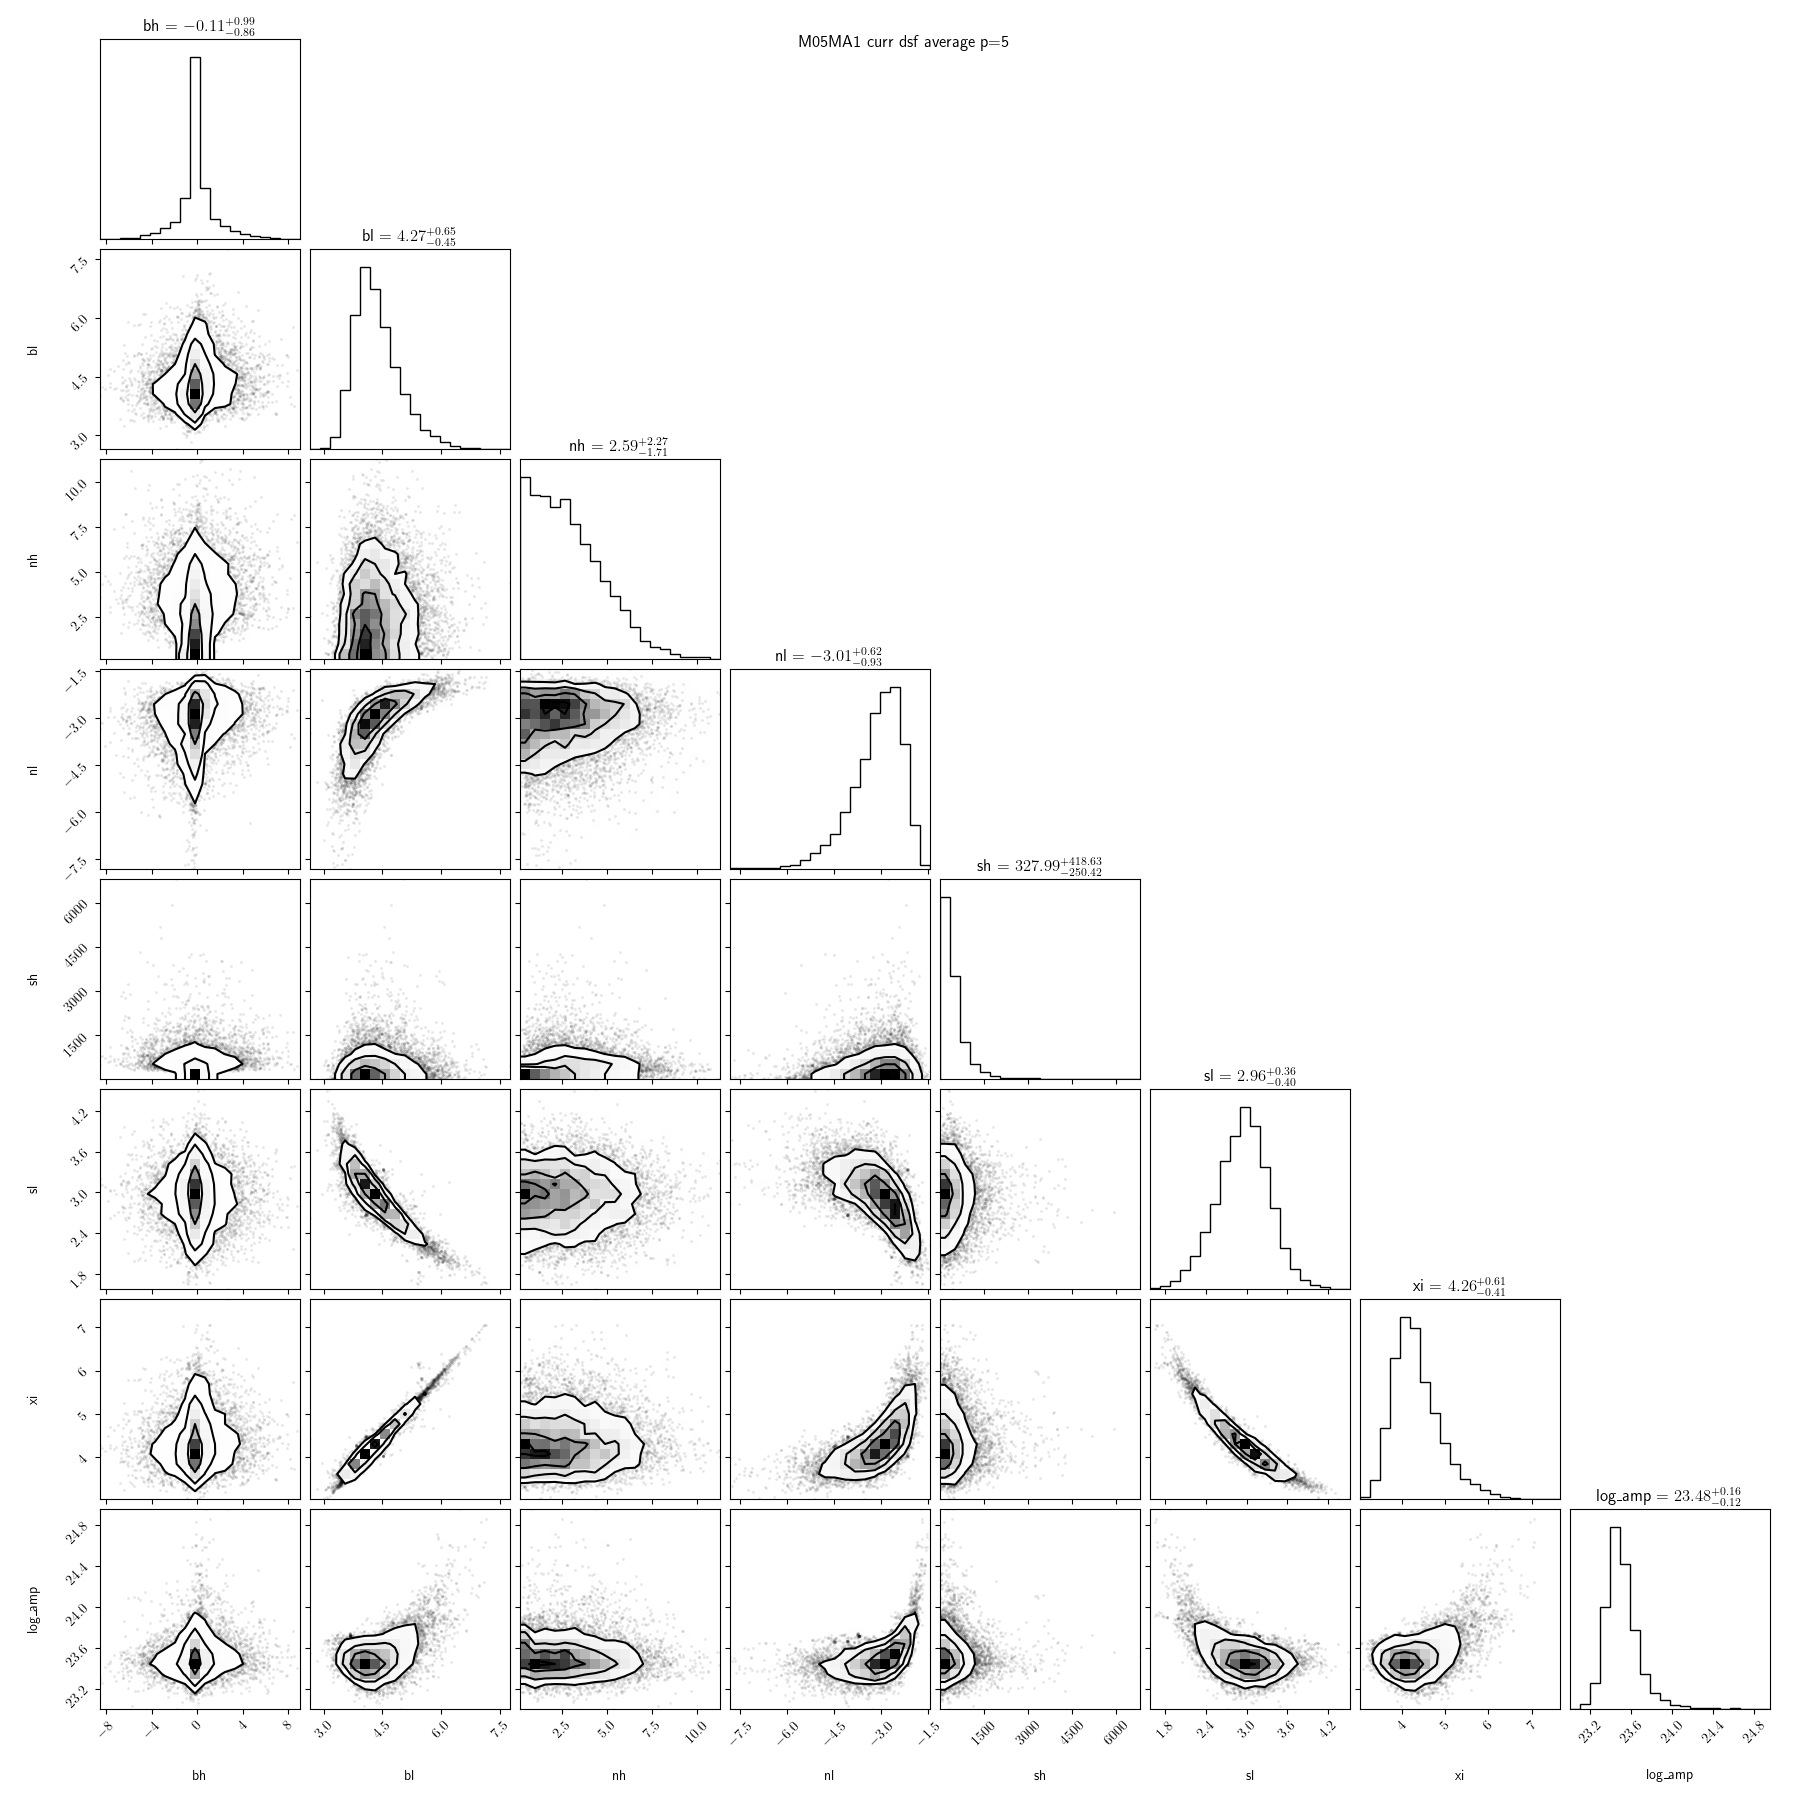 bh = −0.11+0.99−0.86
M05MA1 curr dsf average p=5
bl = 4.27+0.65−0.45
7.5
6.0
4.5
3.0
bl
nh = 2.59+2.27−1.71
10.0
7.5
5.0
2.5
nh
nl = −3.01+0.62−0.93
−1.5
−3.0
−4.5
−6.0
−7.5
nl
sh = 327.99+418.63−250.42
6000
4500
3000
1500
sh
sl = 2.96+0.36−0.40
4.2
3.6
3.0
2.4
1.8
sl
xi = 4.26+0.61−0.41
7
6
5
4
xi
log_amp = 23.48+0.16−0.12
24.8
24.4
24.0
23.6
23.2
log_amp
−8 −4 0 4 8 3.0 4.5 6.0 7.5 2.5 5.0 7.5 10.0 −7.5 −6.0 −4.5 −3.0 −1.5 1500 3000 4500 6000 1.8 2.4 3.0 3.6 4.2 4 5 6 7 23.2 23.6 24.0 24.4 24.8
bh bl nh nl sh sl xi log_amp